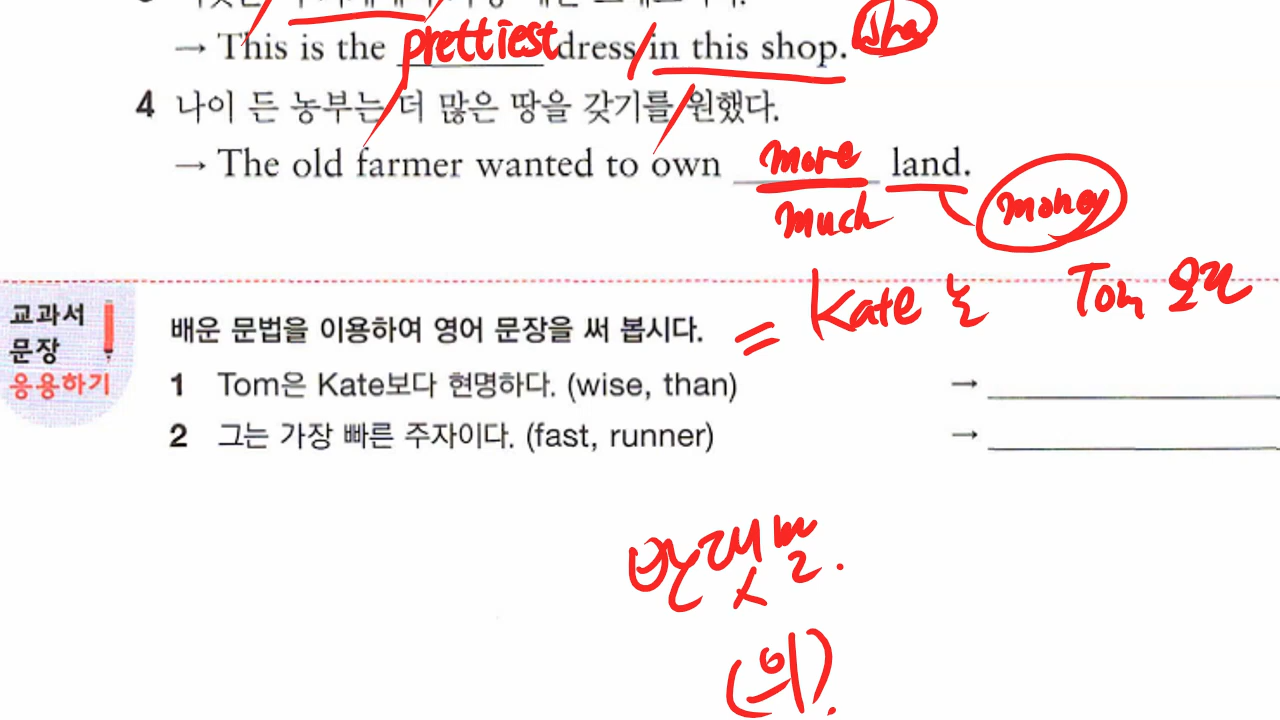 → This is the prettiest dress in this shop.
4 나이 든 농부는 더 많은 땅을 갖기를 원했다.
→ The old farmer wanted to own more land.
much money
Kate는 Tom
교과서 문장 응용하기
배운 문법을 이용하여 영어 문장을 써 봅시다. =
1 Tom은 Kate보다 현명하다. (wise, than) →
2 그는 가장 빠른 주자이다. (fast, runner) →
(의).